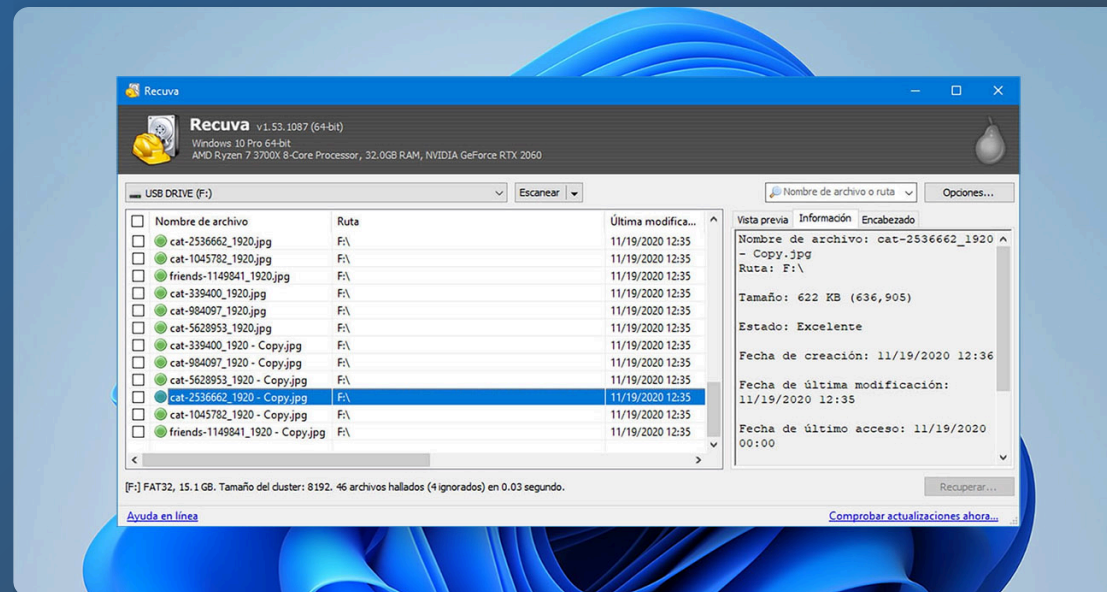 Recuva
Recuva v1.53.1087 (64-bit)
Windows 10 Pro 64-bit
AMD Ryzen 7 3700X 8-Core Processor, 32.0GB RAM, NVIDIA GeForce RTX 2060
USB DRIVE (F:) Escanear Nombre de archivo o ruta Opciones...
Nombre de archivo Ruta Última modifica...
cat-2536662_1920.jpg F:\ 11/19/2020 12:35
cat-1045782_1920.jpg F:\ 11/19/2020 12:35
friends-1149841_1920.jpg F:\ 11/19/2020 12:35
cat-339400_1920.jpg F:\ 11/19/2020 12:35
cat-984097_1920.jpg F:\ 11/19/2020 12:35
cat-5628953_1920.jpg F:\ 11/19/2020 12:35
cat-339400_1920 - Copy.jpg F:\ 11/19/2020 12:35
cat-984097_1920 - Copy.jpg F:\ 11/19/2020 12:35
cat-5628953_1920 - Copy.jpg F:\ 11/19/2020 12:35
cat-2536662_1920 - Copy.jpg F:\ 11/19/2020 12:35
cat-1045782_1920 - Copy.jpg F:\ 11/19/2020 12:35
friends-1149841_1920 - Copy.jpg F:\ 11/19/2020 12:35
Vista previa Información Encabezado
Nombre de archivo: cat-2536662_1920
- Copy.jpg
Ruta: F:\
Tamaño: 622 KB (636,905)
Estado: Excelente
Fecha de creación: 11/19/2020 12:36
Fecha de última modificación:
11/19/2020 12:35
Fecha de último acceso: 11/19/2020
00:00
[F:] FAT32, 15.1 GB. Tamaño del cluster: 8192. 46 archivos hallados (4 ignorados) en 0.03 segundo.
Recuperar...
Ayuda en línea
Comprobar actualizaciones ahora...